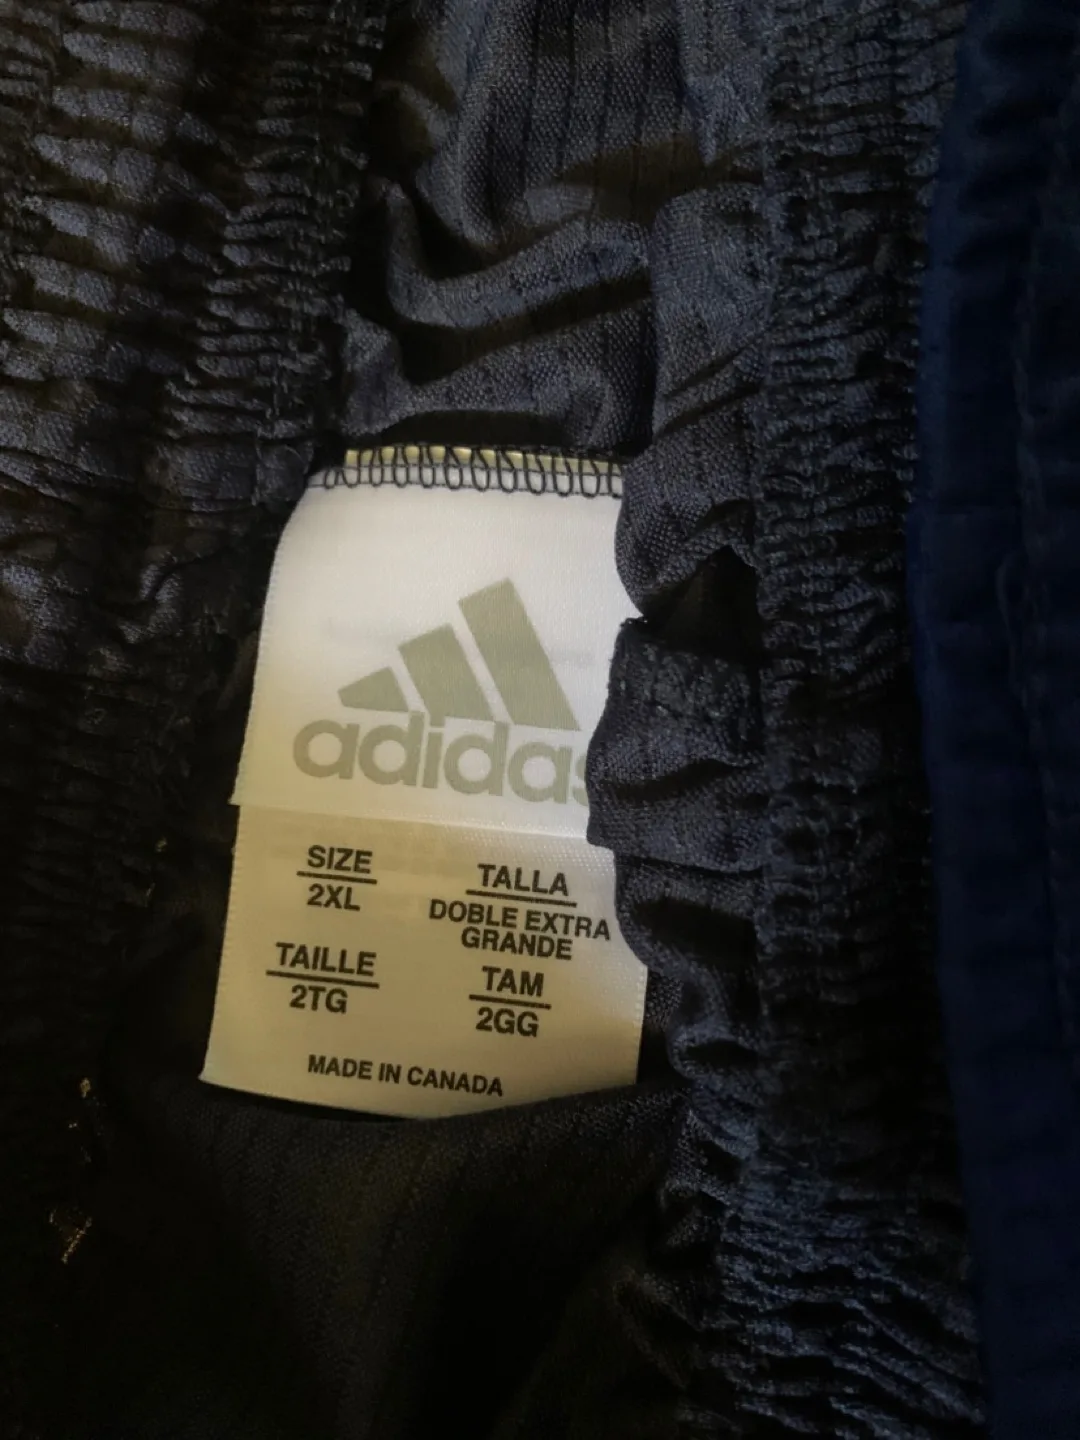 adidas
SIZE
2XL
TALLA
DOBLE EXTRA
GRANDE
TAILLE
2TG
TAM
2GG
MADE IN CANADA